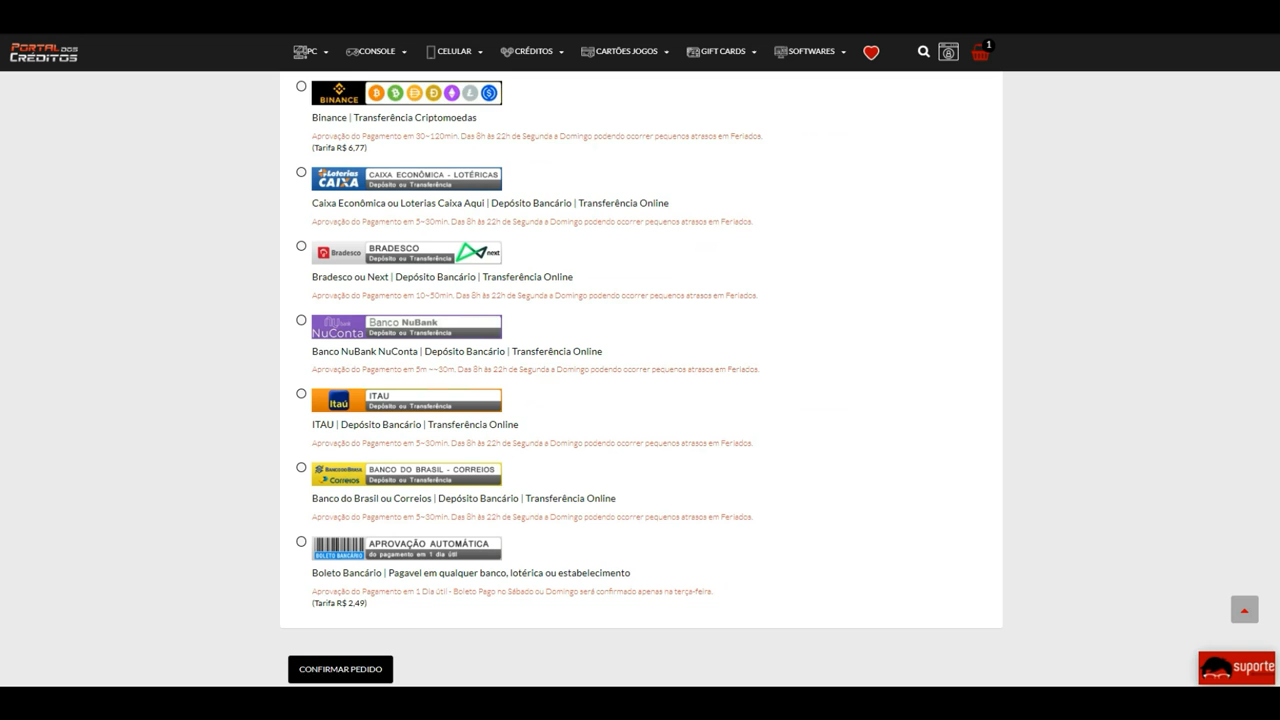 PORTAL DOS
CRÉDITOS
PC
CONSOLE
CELULAR
CRÉDITOS
CARTÕES JOGOS
GIFT CARDS
SOFTWARES
1
BINANCE
Binance | Transferência Criptomoedas
Aprovação do Pagamento em 30~120min. Das 8h às 22h de Segunda a Domingo podendo ocorrer pequenos atrasos em Feriados.
(Tarifa R$ 6,77)
Loterias CAIXA
CAIXA ECONÔMICA - LOTÉRICAS
Depósito ou Transferência
Caixa Econômica ou Loterias Caixa Aqui | Depósito Bancário | Transferência Online
Aprovação do Pagamento em 5~30min. Das 8h às 22h de Segunda a Domingo podendo ocorrer pequenos atrasos em Feriados.
Bradesco
BRADESCO
Depósito ou Transferência
next
Bradesco ou Next | Depósito Bancário | Transferência Online
Aprovação do Pagamento em 10~50min. Das 8h às 22h de Segunda a Domingo podendo ocorrer pequenos atrasos em Feriados.
NuConta
Banco NuBank
Depósito ou Transferência
Banco NuBank NuConta | Depósito Bancário | Transferência Online
Aprovação do Pagamento em 5m ~~30m. Das 8h às 22h de Segunda a Domingo podendo ocorrer pequenos atrasos em Feriados.
Itaú
ITAU
Depósito ou Transferência
ITAU | Depósito Bancário | Transferência Online
Aprovação do Pagamento em 5~30min. Das 8h às 22h de Segunda a Domingo podendo ocorrer pequenos atrasos em Feriados.
BANCO DO BRASIL
Correios
BANCO DO BRASIL - CORREIOS
Depósito ou Transferência
Banco do Brasil ou Correios | Depósito Bancário | Transferência Online
Aprovação do Pagamento em 5~30min. Das 8h às 22h de Segunda a Domingo podendo ocorrer pequenos atrasos em Feriados.
BOLETO BANCÁRIO
APROVAÇÃO AUTOMÁTICA
do pagamento em 1 dia útil
Boleto Bancário | Pagavel em qualquer banco, lotérica ou estabelecimento
Aprovação do Pagamento em 1 Dia útil - Boleto Pago no Sábado ou Domingo será confirmado apenas na terça-feira.
(Tarifa R$ 2,49)
CONFIRMAR PEDIDO
suporte